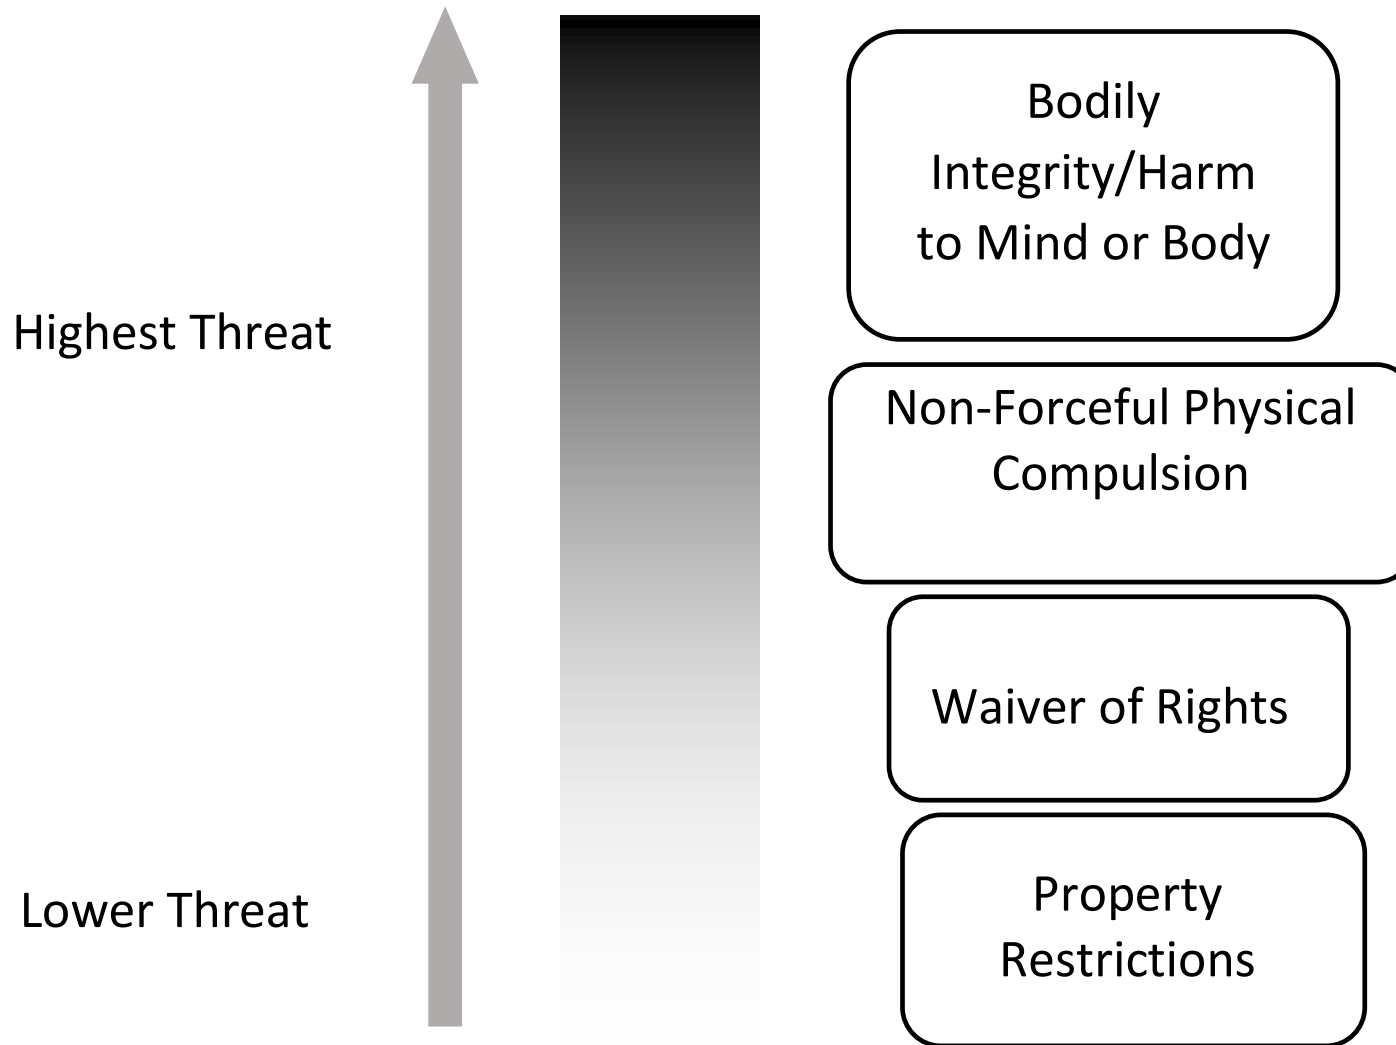 Bodily
Integrity/Harm
to Mind or Body
Highest Threat
Non-Forceful Physical
Compulsion
Waiver of Rights
Lower Threat
Property
Restrictions